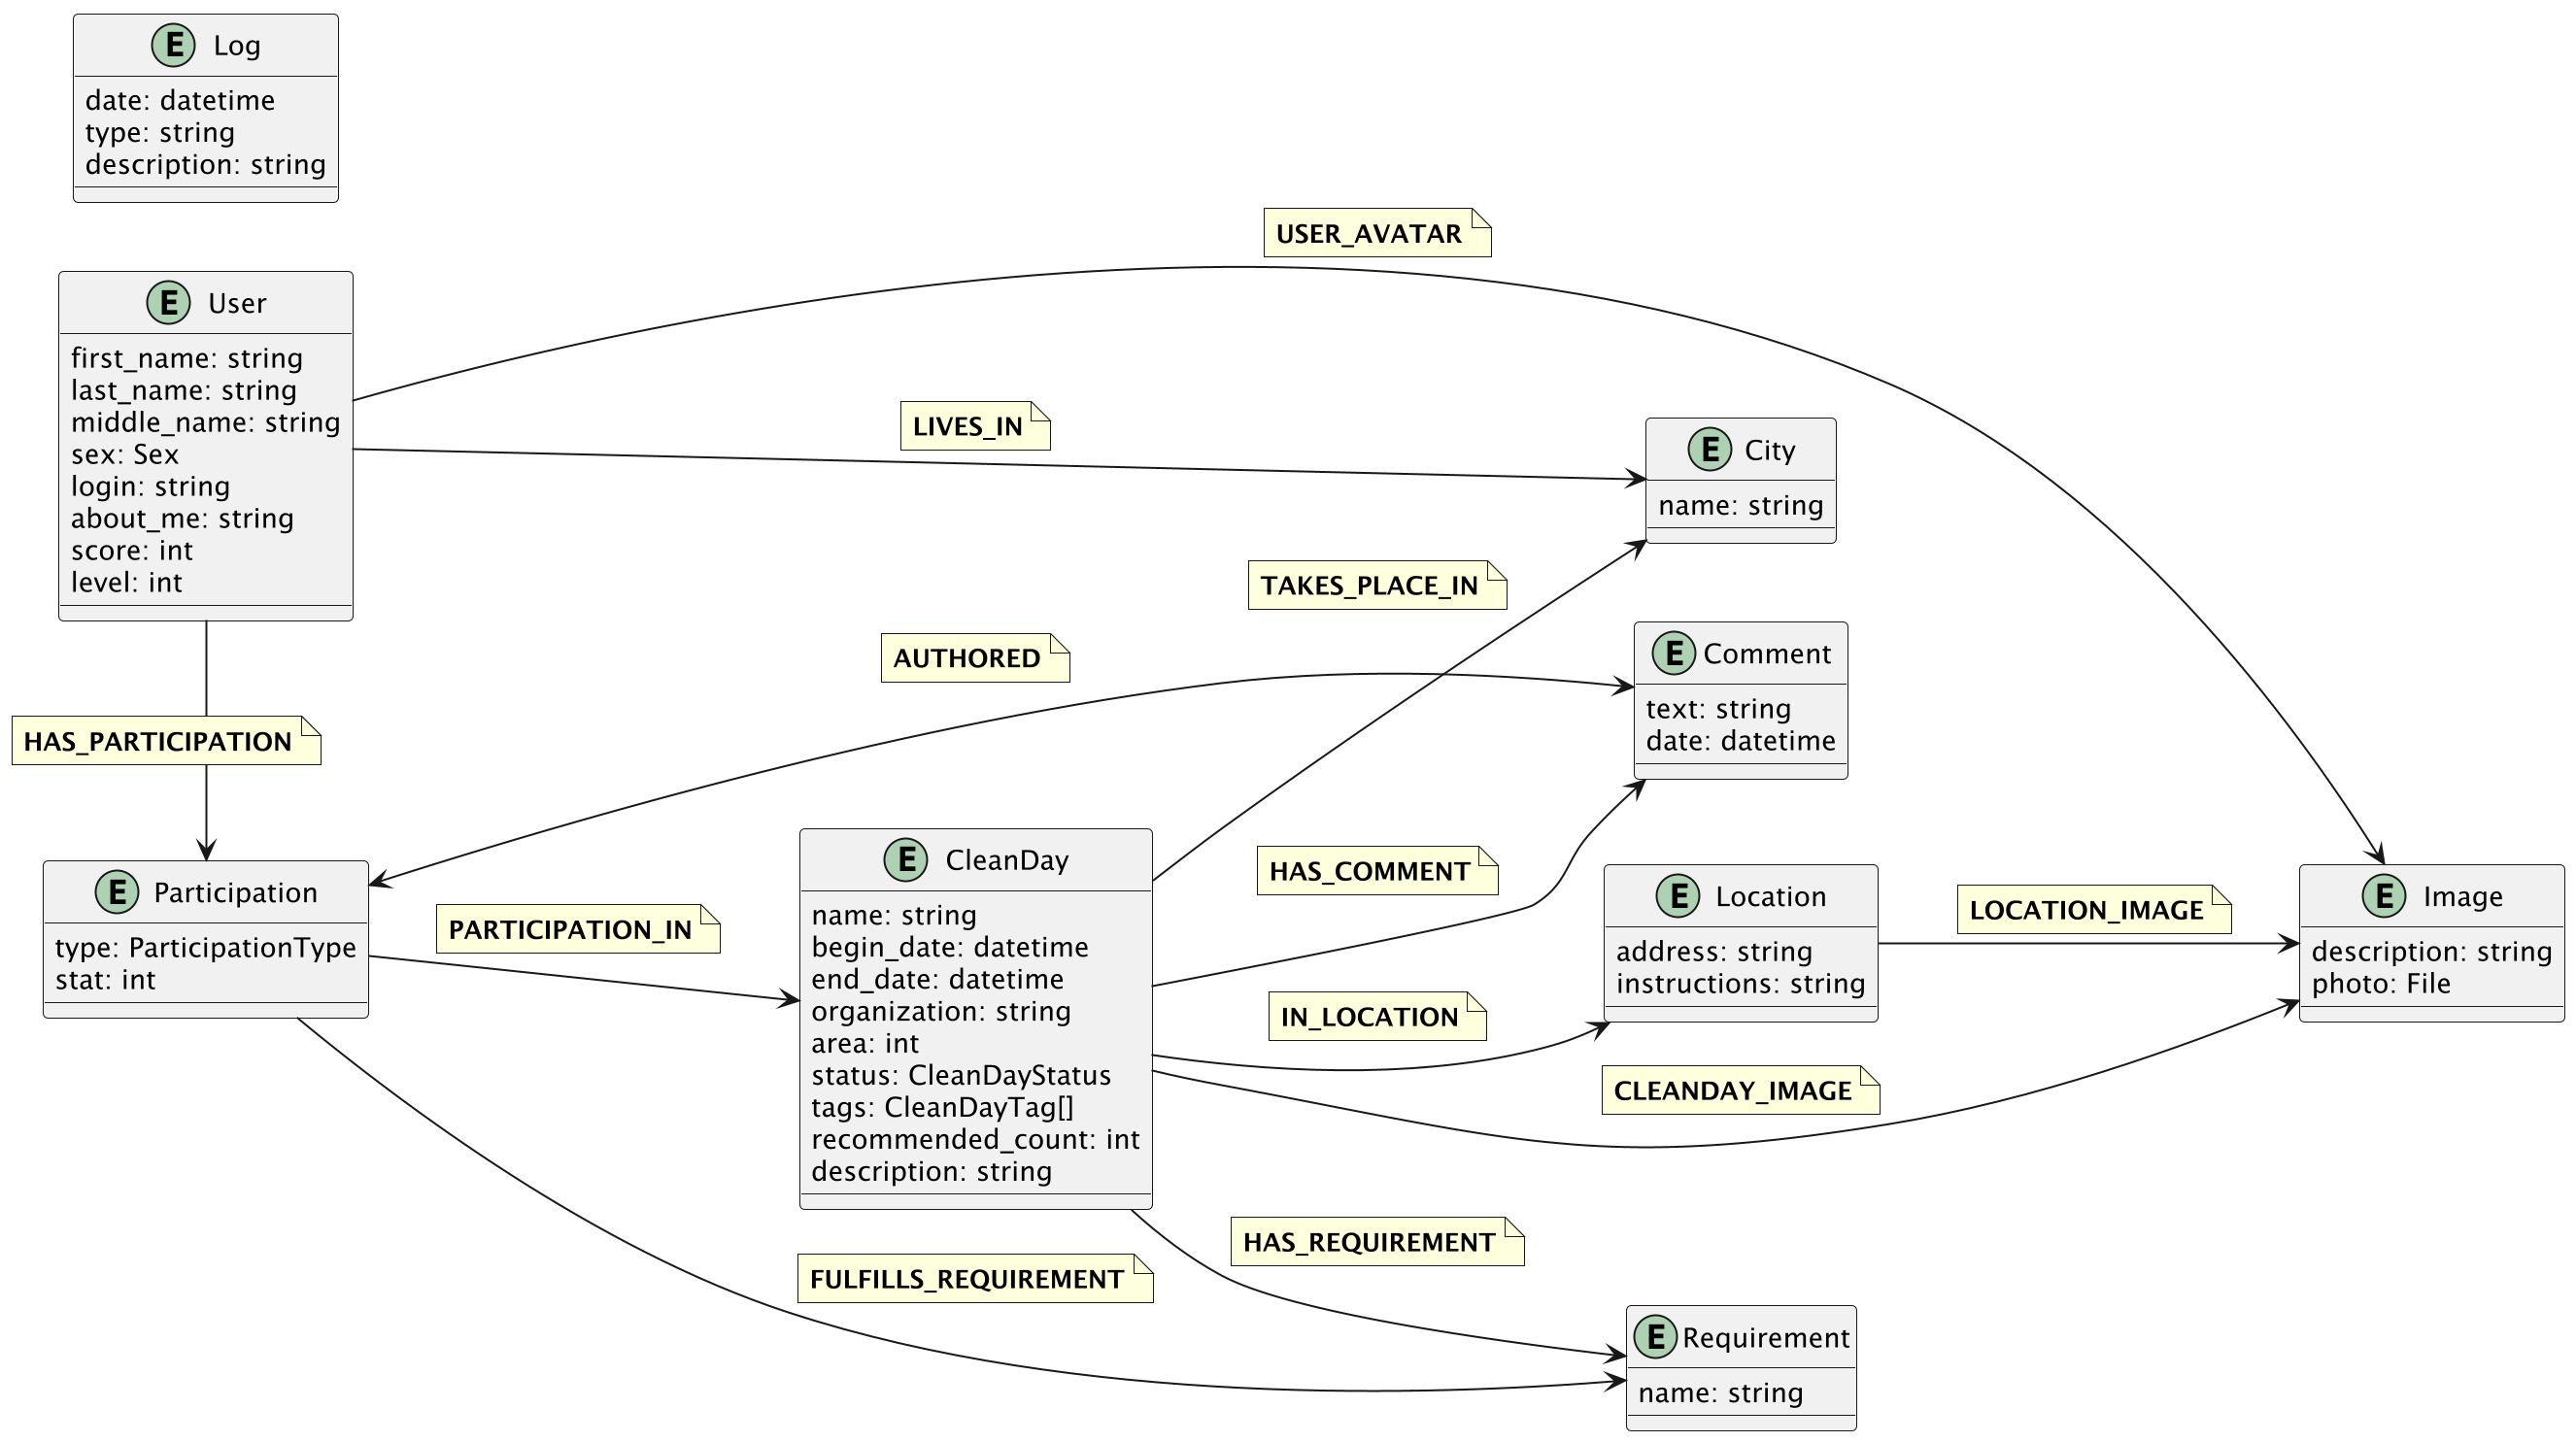 E Log
date: datetime
type: string
description: string
USER_AVATAR
E User
first_name: string
last_name: string
middle_name: string
sex: Sex
login: string
about_me: string
score: int
level: int
LIVES_IN
E City
name: string
TAKES_PLACE_IN
AUTHORED
E Comment
text: string
date: datetime
HAS_PARTICIPATION
E Participation
type: ParticipationType
stat: int
PARTICIPATION_IN
E CleanDay
name: string
begin_date: datetime
end_date: datetime
organization: string
area: int
status: CleanDayStatus
tags: CleanDayTag[]
recommended_count: int
description: string
HAS_COMMENT
E Location
address: string
instructions: string
LOCATION_IMAGE
E Image
description: string
photo: File
IN_LOCATION
CLEANDAY_IMAGE
HAS_REQUIREMENT
FULFILLS_REQUIREMENT
E Requirement
name: string